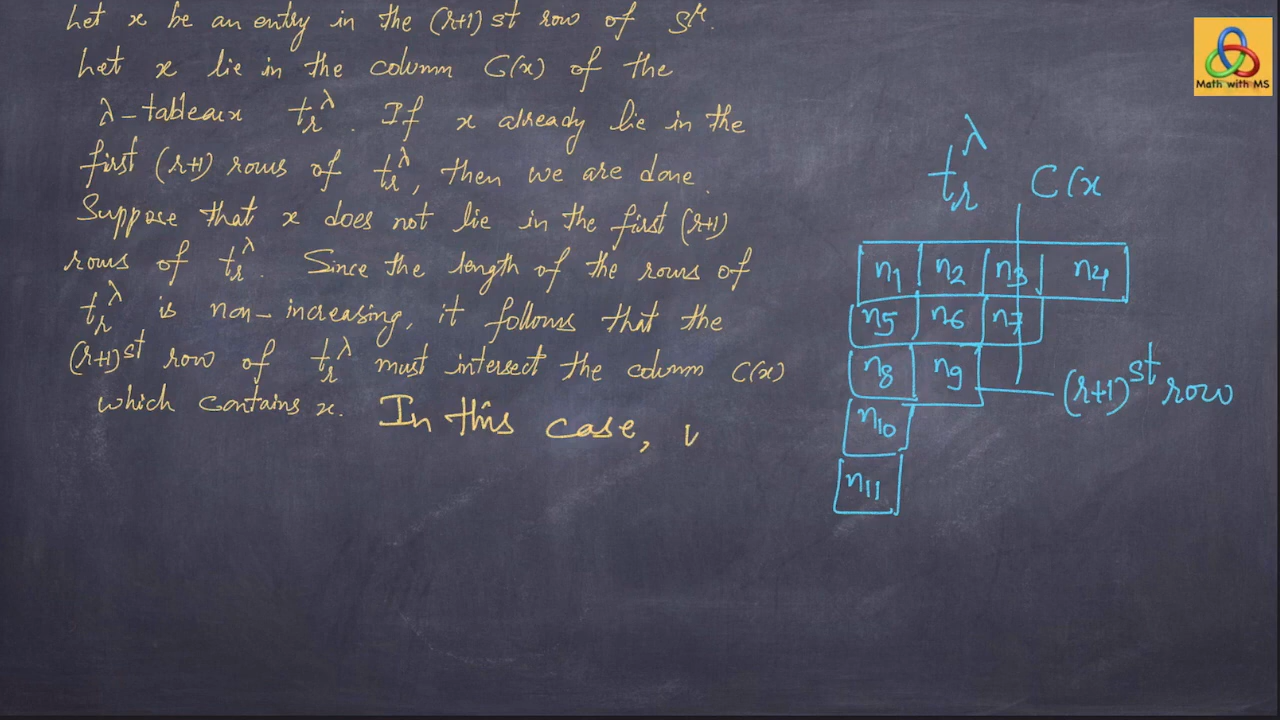 Let x be an entry in the (r+1)st row of S^μ.
Let x lie in the column C(x) of the
λ-tableaux t_r^λ. If x already lie in the
first (r+1) rows of t_r^λ, then we are done.
Suppose that x does not lie in the first (r+1)
rows of t_r^λ. Since the length of the rows of
t_r^λ is non-increasing, it follows that the
(r+1)st row of t_r^λ must intersect the column C(x)
which contains x. In this case,
Math with MS
t_r^λ
C(x
n1 n2 n3 n4
n5 n6 n7
n8 n9
(r+1)st row
n10
n11